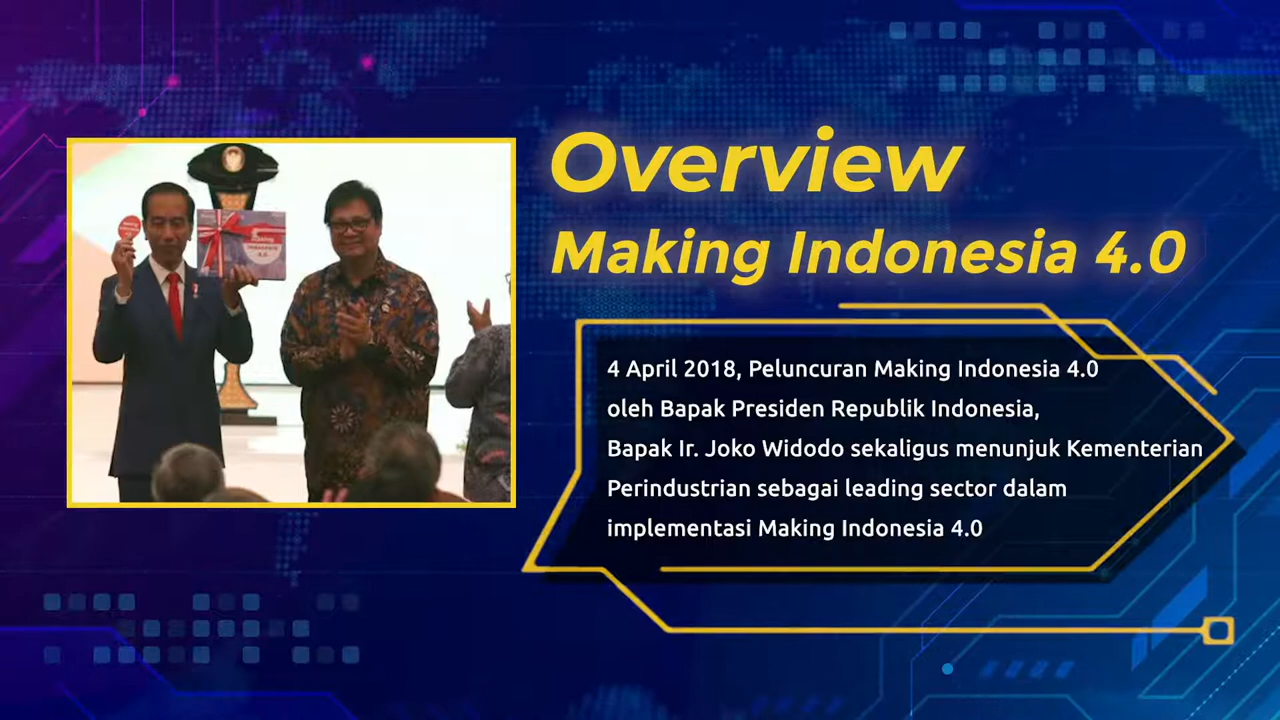 Overview
Making Indonesia 4.0
4 April 2018, Peluncuran Making Indonesia 4.0
oleh Bapak Presiden Republik Indonesia,
Bapak Ir. Joko Widodo sekaligus menunjuk Kementerian
Perindustrian sebagai leading sector dalam
implementasi Making Indonesia 4.0